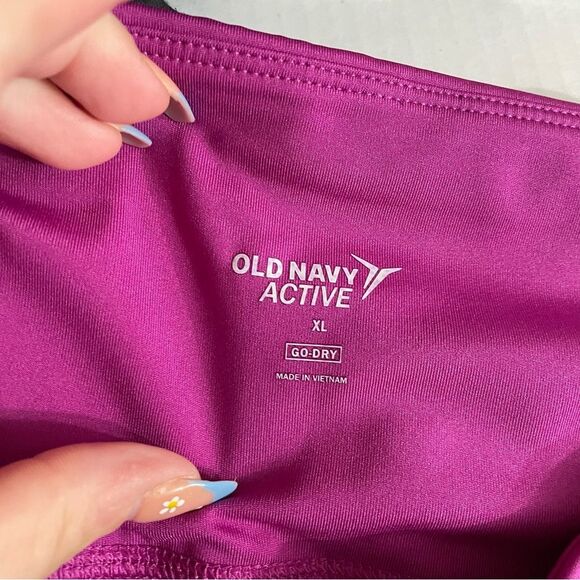 OLD NAVY
ACTIVE
XL
GO-DRY
MADE IN VIETNAM